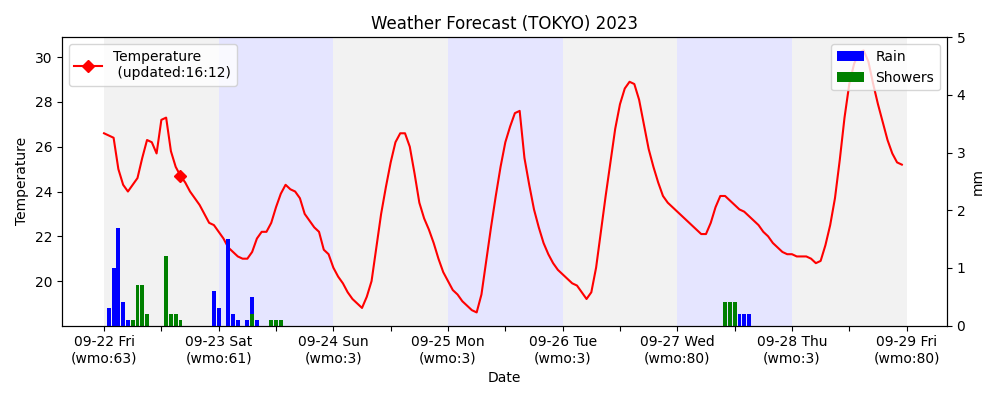 Weather Forecast (TOKYO) 2023
Temperature
(updated:16:12)
Rain
Showers
30
28
26
24
22
20
Temperature
5
4
3
2
1
0
mm
09-22 Fri
(wmo:63)
09-23 Sat
(wmo:61)
09-24 Sun
(wmo:3)
09-25 Mon
(wmo:3)
09-26 Tue
(wmo:3)
09-27 Wed
(wmo:80)
09-28 Thu
(wmo:3)
09-29 Fri
(wmo:80)
Date